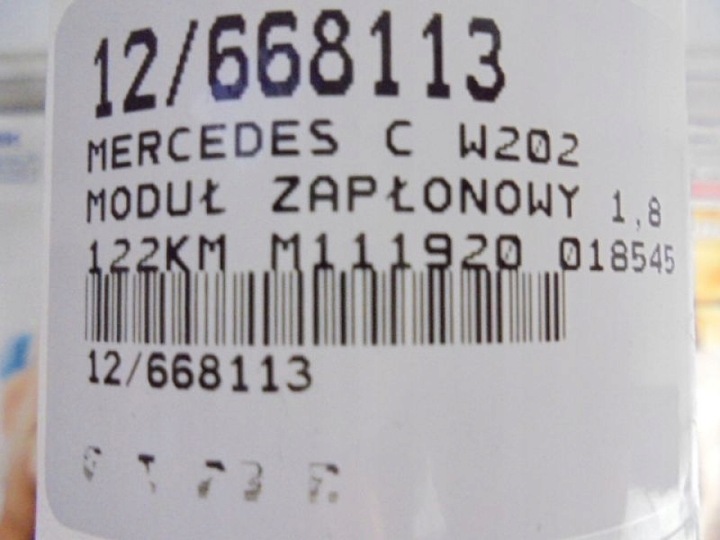 12/668113
MERCEDES C W202
MODUŁ ZAPŁONOWY 1,8
122KM M111920 018545
12/668113